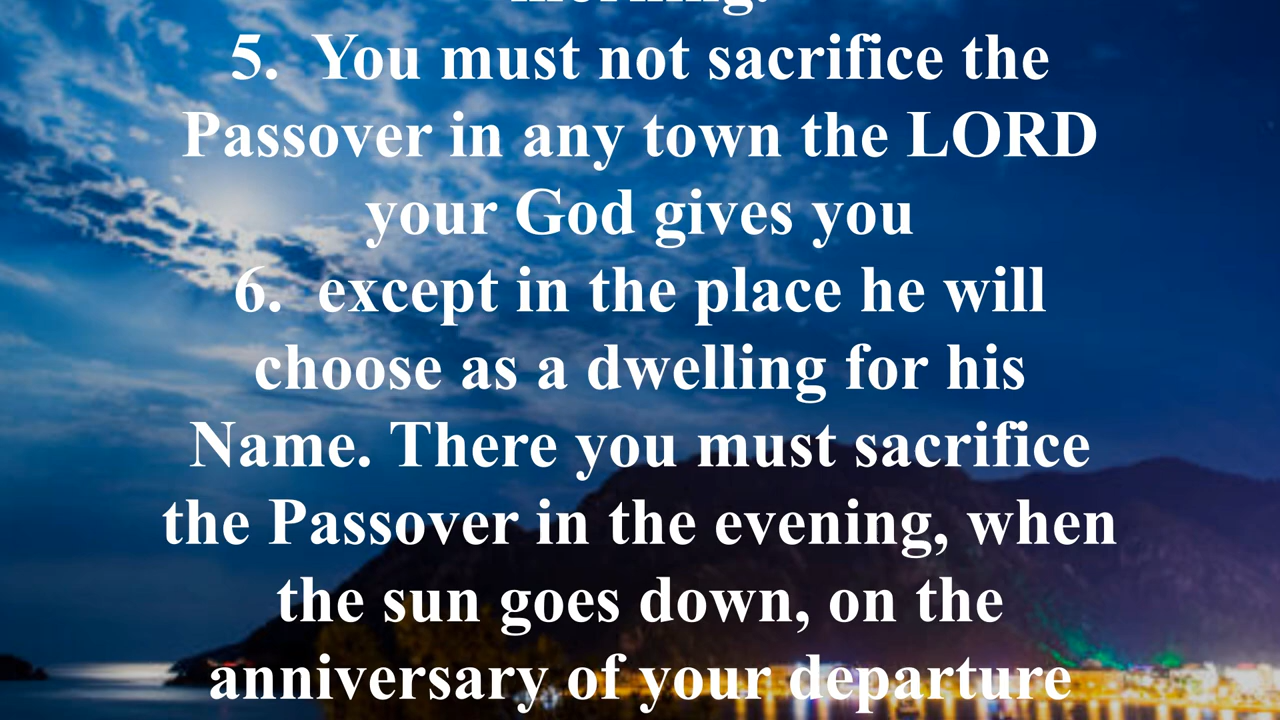 morning.
5.  You must not sacrifice the
Passover in any town the LORD
your God gives you
6.  except in the place he will
choose as a dwelling for his
Name. There you must sacrifice
the Passover in the evening, when
the sun goes down, on the
anniversary of your departure